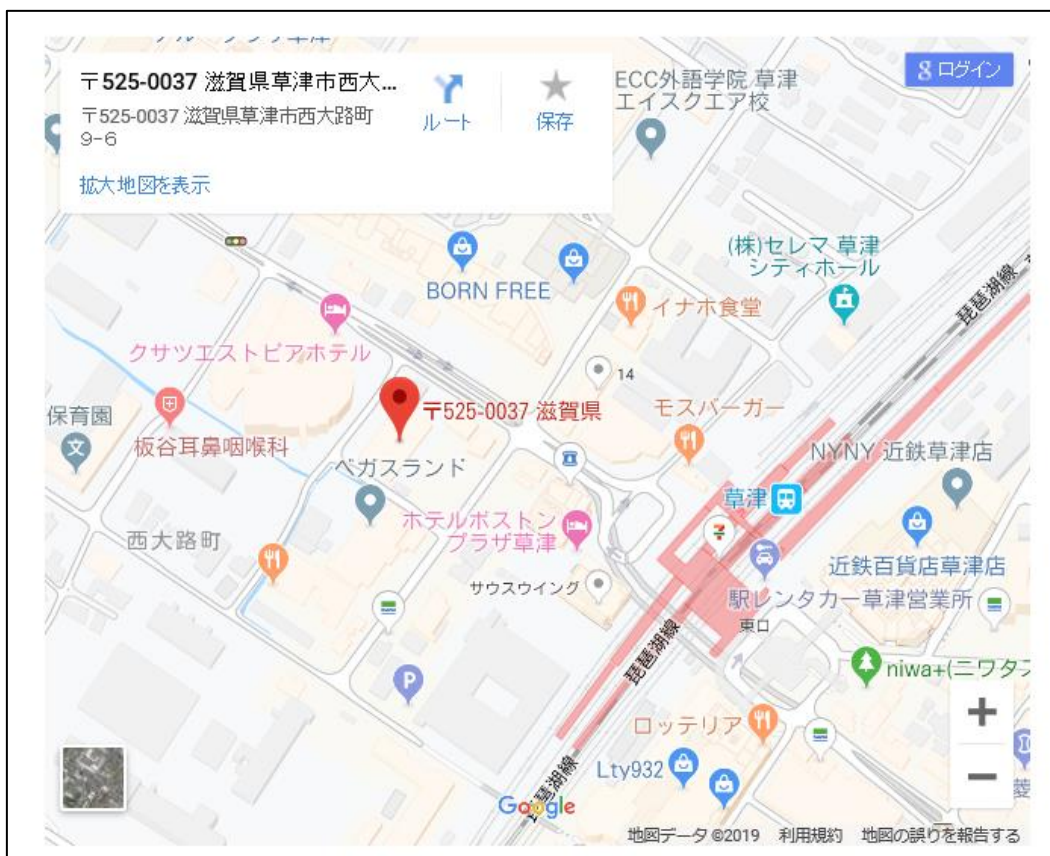 〒525-0037 滋賀県草津市西大...
〒525-0037 滋賀県草津市西大路町
9-6
拡大地図を表示
ルート
保存
ECC外語学院 草津
エイスクエア校
ログイン
BORN FREE
(株)セレマ 草津
シティホール
イナホ食堂
琵琶湖線
クサツエストピアホテル
14
〒525-0037 滋賀県
モスバーガー
保育園
板谷耳鼻咽喉科
ベガスランド
NYNY 近鉄草津店
草津
ホテルボストン
プラザ草津
西大路町
近鉄百貨店草津店
サウスウイング
駅レンタカー草津営業所
東口
琵琶湖線
niwa+(ニワタス
ロッテリア
Lty932
琵琶湖線
Google
地図データ ©2019 利用規約 地図の誤りを報告する